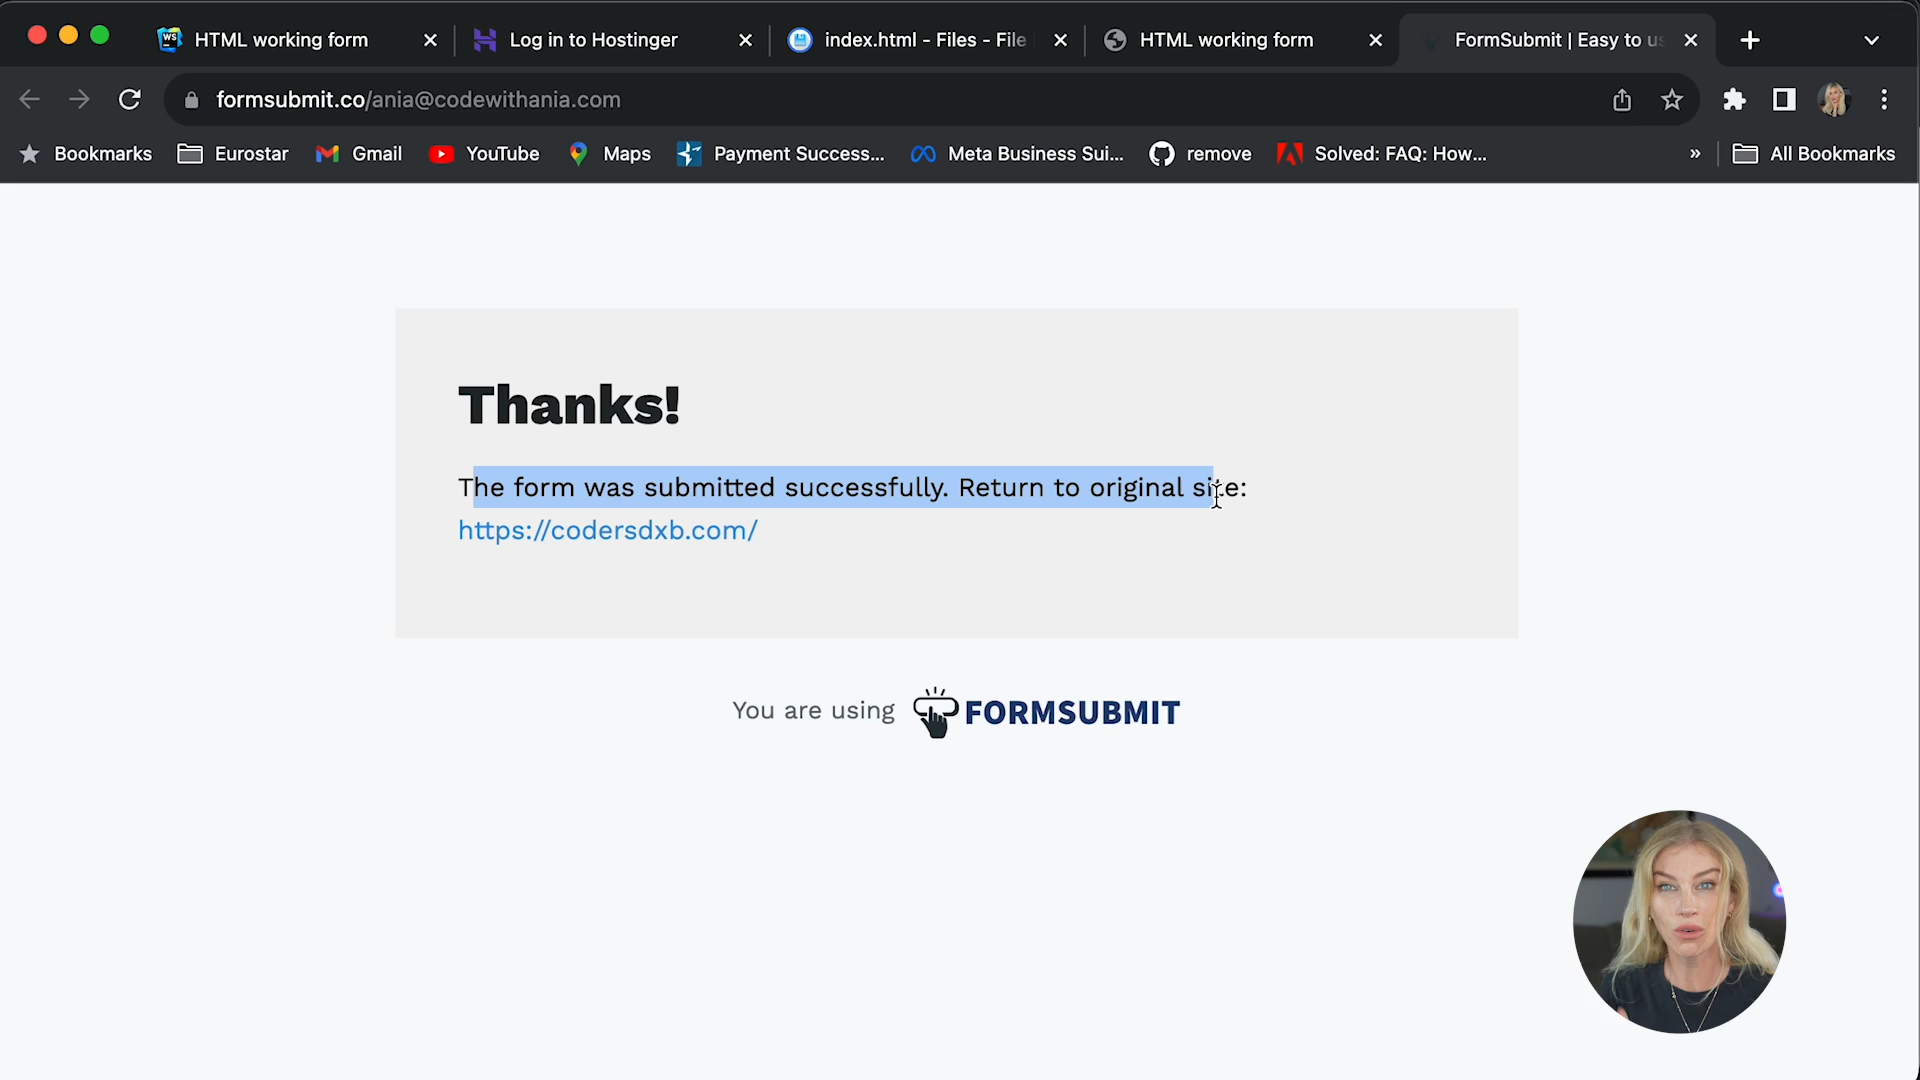 HTML working form
Log in to Hostinger
index.html - Files - File
HTML working form
FormSubmit | Easy to us
formsubmit.co/ania@codewithania.com
Bookmarks
Eurostar
Gmail
YouTube
Maps
Payment Success...
Meta Business Sui...
remove
Solved: FAQ: How...
»
All Bookmarks
Thanks!
The form was submitted successfully. Return to original site:
https://codersdxb.com/
You are using
FORMSUBMIT